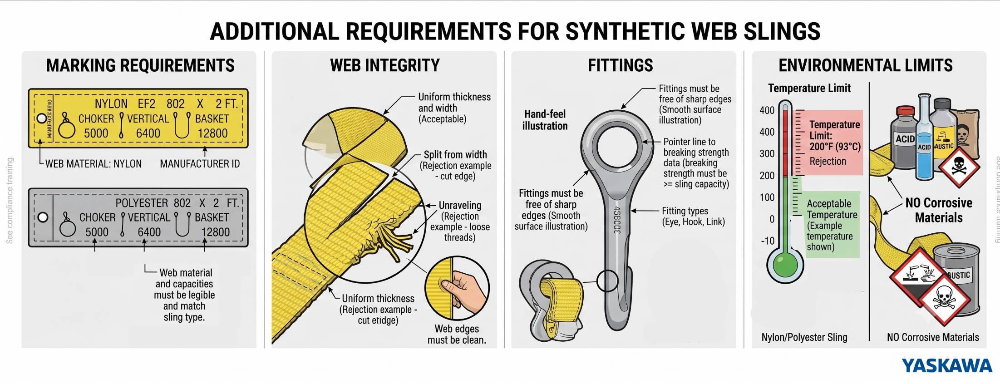 ADDITIONAL REQUIREMENTS FOR SYNTHETIC WEB SLINGS
MARKING REQUIREMENTS
NYLON EF2 802 X 2 FT.
CHOKER VERTICAL BASKET
5000 6400 12800
WEB MATERIAL: NYLON
MANUFACTURER ID
POLYESTER 802 X 2 FT.
CHOKER VERTICAL BASKET
5000 6400 12800
Web material
and capacities
must be legible
and match
sling type.
See compliance training
WEB INTEGRITY
Uniform thickness
and width
(Acceptable)
Split from width
(Rejection example
- cut edge)
Unraveling
(Rejection
example - loose
threads)
Uniform thickness
(Rejection example -
cut etidge)
Web edges
must be clean.
FITTINGS
Hand-feel
illustration
Fittings must be
free of sharp edges
(Smooth surface
illustration)
Pointer line to
breaking strength
data (breaking
strength must be
>= sling capacity)
Fittings must be
free of sharp
edges (Smooth
surface illustration)
Fitting types
(Eye, Hook, Link)
ENVIRONMENTAL LIMITS
Temperature Limit
400
400
300
200
100
0
-10
Temperature
Limit:
200°F (93°C)
Rejection
Acceptable
Temperature
(Example
temperature
shown)
Nylon/Polyester Sling
ACID
ACID
AUSTIC
NO Corrosive
Materials
BUSTIC
NO Corrosive Materials
YASKAWA